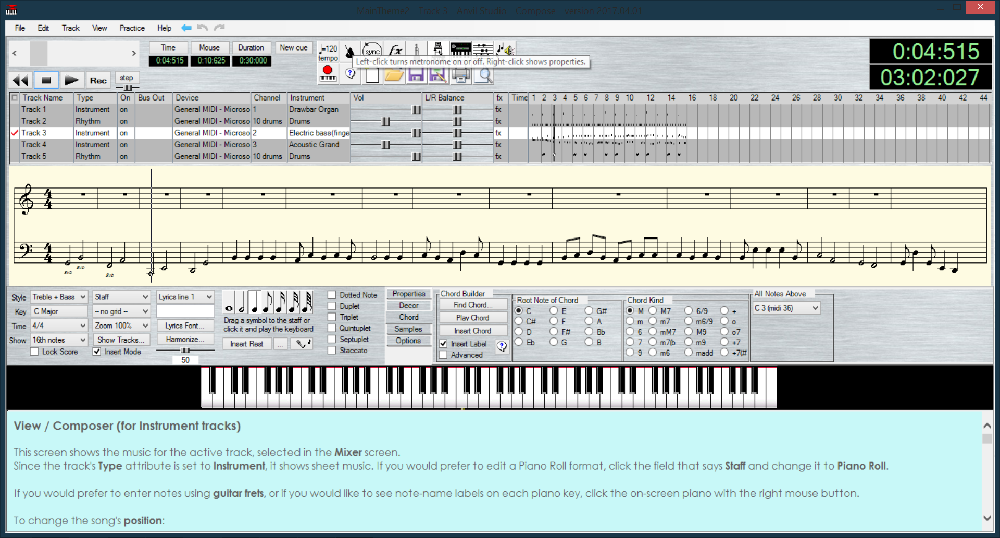 MainTheme2 - Track 3 - Anvil Studio - Compose - version 2017.04.01
File Edit Track View Practice Help
Time Mouse Duration New cue
0:04:515 0:10:625 0:30:000
=120
tempo
sync
fx
Left-click turns metronome on or off. Right-click shows properties.
0:04:515
03:02:027
Rec
step
Track Name Type On Bus Out Device Channel Instrument Vol L/R Balance fx Time 1 2 3 4 5 6 7 8 9 10 12 14 16 18 20 22 24 26 28 30 32 34 36 38 40 42 44
Track 1 Instrument on General MIDI - Microso 1 Drawbar Organ fx
Track 2 Rhythm on General MIDI - Microso 10 drums Drums fx
Track 3 Instrument on General MIDI - Microso 2 Electric bass(finge fx
Track 4 Instrument on General MIDI - Microso 3 Acoustic Grand fx
Track 5 Rhythm on General MIDI - Microso 10 drums Drums fx
4
4
4
4
8vb 8vb 8vb
Style Treble + Bass Staff Lyrics line 1
Key C Major -- no grid --
Time 4/4 Zoom 100% Lyrics Font...
Show 16th notes Show Tracks... Harmonize...
Lock Score Insert Mode
50
Drag a symbol to the staff or
click it and play the keyboard
Insert Rest ...
Dotted Note
Duplet
Triplet
Quintuplet
Septuplet
Staccato
Properties
Decor
Chord
Samples
Options
Chord Builder
Find Chord...
Play Chord
Insert Chord
Insert Label
Advanced
Root Note of Chord
C E G#
C# F A
D F# Bb
Eb G B
Chord Kind
M M7 6/9 +
m m7 m6/9 o
6 mM7 M9 o7
7 m7(b m9 +7
9 m6 madd +7(#
All Notes Above
C 3 (midi 36)
View / Composer (for Instrument tracks)
This screen shows the music for the active track, selected in the Mixer screen.
Since the track's Type attribute is set to Instrument, it shows sheet music. If you would prefer to edit a Piano Roll format, click the field that says Staff and change it to Piano Roll.
If you would prefer to enter notes using guitar frets, or if you would like to see note-name labels on each piano key, click the on-screen piano with the right mouse button.
To change the song's position: